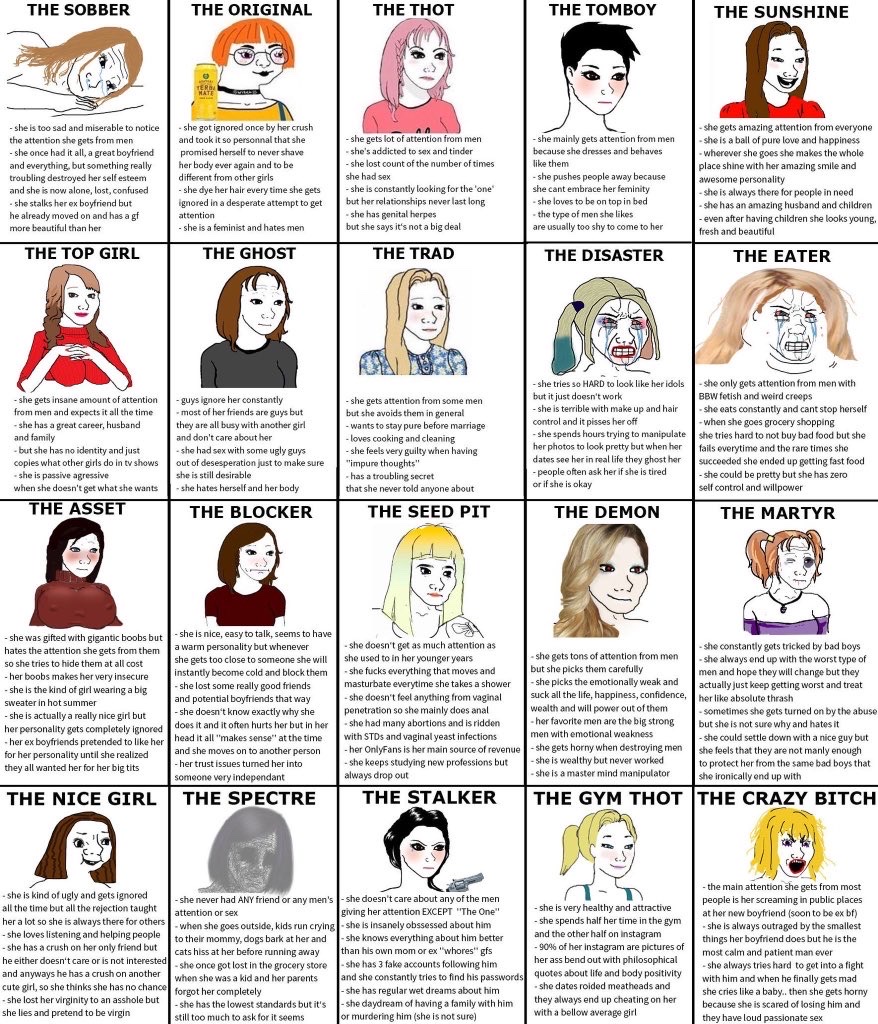 THE SOBBER
- she is too sad and miserable to notice
the attention she gets from men
- she once had it all, a great boyfriend
and everything, but something really
troubling destroyed her self esteem
and she is now alone, lost, confused
- she stalks her ex boyfriend but
he already moved on and has a gf
more beautiful than her
THE ORIGINAL
YERBA
MATE
- she got ignored once by her crush
and took it so personnal that she
promised herself to never shave
her body ever again and to be
different from other girls
- she dye her hair every time she gets
ignored in a desperate attempt to get
attention
- she is a feminist and hates men
THE THOT
- she gets lot of attention from men
- she's addicted to sex and tinder
- she lost count of the number of times
she had sex
- she is constantly looking for the 'one'
but her relationships never last long
- she has genital herpes
but she says it's not a big deal
THE TOMBOY
- she mainly gets attention from men
because she dresses and behaves
like them
- she pushes people away because
she cant embrace her feminity
- she loves to be on top in bed
- the type of men she likes
are usually too shy to come to her
THE SUNSHINE
- she gets amazing attention from everyone
- she is a ball of pure love and happiness
- wherever she goes she makes the whole
place shine with her amazing smile and
awesome personality
- she is always there for people in need
- she has an amazing husband and children
- even after having children she looks young,
fresh and beautiful
THE TOP GIRL
- she gets insane amount of attention
from men and expects it all the time
- she has a great career, husband
and family
- but she has no identity and just
copies what other girls do in tv shows
- she is passive agressive
when she doesn't get what she wants
THE GHOST
- guys ignore her constantly
- most of her friends are guys but
they are all busy with another girl
and don't care about her
- she had sex with some ugly guys
out of desesperation just to make sure
she is still desirable
- she hates herself and her body
THE TRAD
- she gets attention from some men
but she avoids them in general
- wants to stay pure before marriage
- loves cooking and cleaning
- she feels very guilty when having
"impure thoughts"
- has a troubling secret
that she never told anyone about
THE DISASTER
- she tries so HARD to look like her idols
but it just doesn't work
- she is terrible with make up and hair
control and it pisses her off
- she spends hours trying to manipulate
her photos to look pretty but when her
dates see her in real life they ghost her
- people often ask her if she is tired
or if she is okay
THE EATER
- she only gets attention from men with
BBW fetish and weird creeps
- she eats constantly and cant stop herself
- when she goes grocery shopping
she tries hard to not buy bad food but she
fails everytime and the rare times she
succeeded she ended up getting fast food
- she could be pretty but she has zero
self control and willpower
THE ASSET
- she was gifted with gigantic boobs but
hates the attention she gets from them
so she tries to hide them at all cost
- her boobs makes her very insecure
- she is the kind of girl wearing a big
sweater in hot summer
- she is actually a really nice girl but
her personality gets completely ignored
- her ex boyfriends pretended to like her
for her personality until she realized
they all wanted her for her big tits
THE BLOCKER
- she is nice, easy to talk, seems to have
a warm personality but whenever
she gets too close to someone she will
instantly become cold and block them
- she lost some really good friends
and potential boyfriends that way
- she doesn't know exactly why she
does it and it often hurts her but in her
head it all "makes sense" at the time
and she moves on to another person
- her trust issues turned her into
someone very independant
THE SEED PIT
- she doesn't get as much attention as
she used to in her younger years
- she fucks everything that moves and
masturbate everytime she takes a shower
- she doesn't feel anything from vaginal
penetration so she mainly does anal
- she had many abortions and is ridden
with STDs and vaginal yeast infections
- her OnlyFans is her main source of revenue
- she keeps studying new professions but
always drop out
THE DEMON
- she gets tons of attention from men
but she picks them carefully
- she picks the emotionally weak and
suck all the life, happiness, confidence,
wealth and will power out of them
- her favorite men are the big strong
men with emotional weakness
- she gets horny when destroying men
- she is wealthy but never worked
- she is a master mind manipulator
THE MARTYR
- she constantly gets tricked by bad boys
- she always end up with the worst type of
men and hope they will change but they
actually just keep getting worst and treat
her like absolute thrash
- sometimes she gets turned on by the abuse
but she is not sure why and hates it
- she could settle down with a nice guy but
she feels that they are not manly enough
to protect her from the same bad boys that
she ironically end up with
THE NICE GIRL
- she is kind of ugly and gets ignored
all the time but all the rejection taught
her a lot so she is always there for others
- she loves listening and helping people
- she has a crush on her only friend but
he either doesn't care or is not interested
and anyways he has a crush on another
cute girl, so she thinks she has no chance
- she lost her virginity to an asshole but
she lies and pretend to be virgin
THE SPECTRE
- she never had ANY friend or any men's
attention or sex
- when she goes outside, kids run crying
to their mommy, dogs bark at her and
cats hiss at her before running away
- she once got lost in the grocery store
when she was a kid and her parents
forgot her completely
- she has the lowest standards but it's
still too much to ask for it seems
THE STALKER
- she doesn't care about any of the men
giving her attention EXCEPT "The One"
- she is insanely obssessed about him
- she knows everything about him better
than his own mom or ex "whores" gfs
- she has 3 fake accounts following him
and she constantly tries to find his passwords
- she has regular wet dreams about him
- she daydream of having a family with him
or murdering him (she is not sure)
THE GYM THOT
- she is very healthy and attractive
- she spends half her time in the gym
and the other half on instagram
- 90% of her instagram are pictures of
her ass bend out with philosophical
quotes about life and body positivity
- she dates roided meatheads and
they always end up cheating on her
with a bellow average girl
THE CRAZY BITCH
- the main attention she gets from most
people is her screaming in public places
at her new boyfriend (soon to be ex bf)
- she is always outraged by the smallest
things her boyfriend does but he is the
most calm and patient man ever
- she always tries hard to get into a fight
with him and when he finally gets mad
she cries like a baby.. then she gets horny
because she is scared of losing him and
they have loud passionate sex